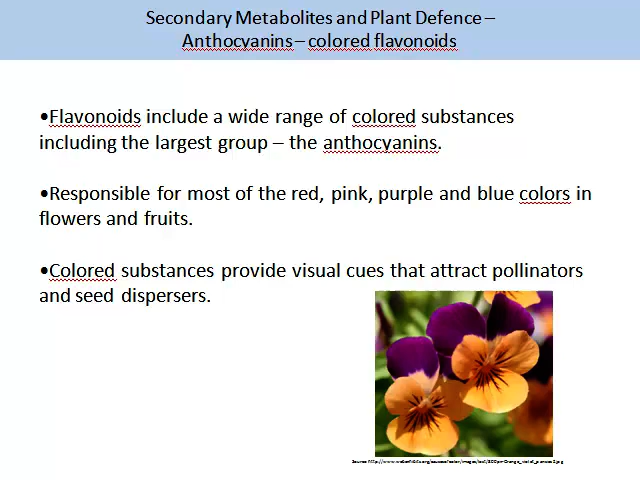 Secondary Metabolites and Plant Defence –
Anthocyanins – colored flavonoids
•Flavonoids include a wide range of colored substances
including the largest group – the anthocyanins.
•Responsible for most of the red, pink, purple and blue colors in
flowers and fruits.
•Colored substances provide visual cues that attract pollinators
and seed dispersers.